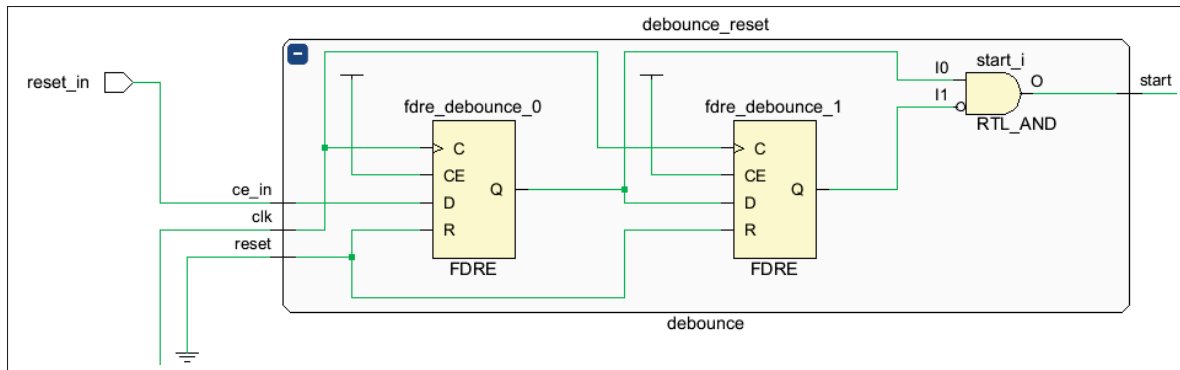 debounce_reset
reset_in
start_i
I0
O
start
I1
RTL_AND
fdre_debounce_0
fdre_debounce_1
C
CE
Q
D
R
FDRE
C
CE
Q
D
R
FDRE
ce_in
clk
reset
debounce